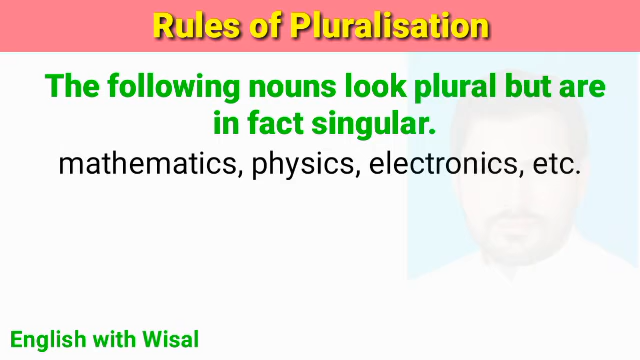 Rules of Pluralisation
The following nouns look plural but are
in fact singular.
mathematics, physics, electronics, etc.
English with Wisal